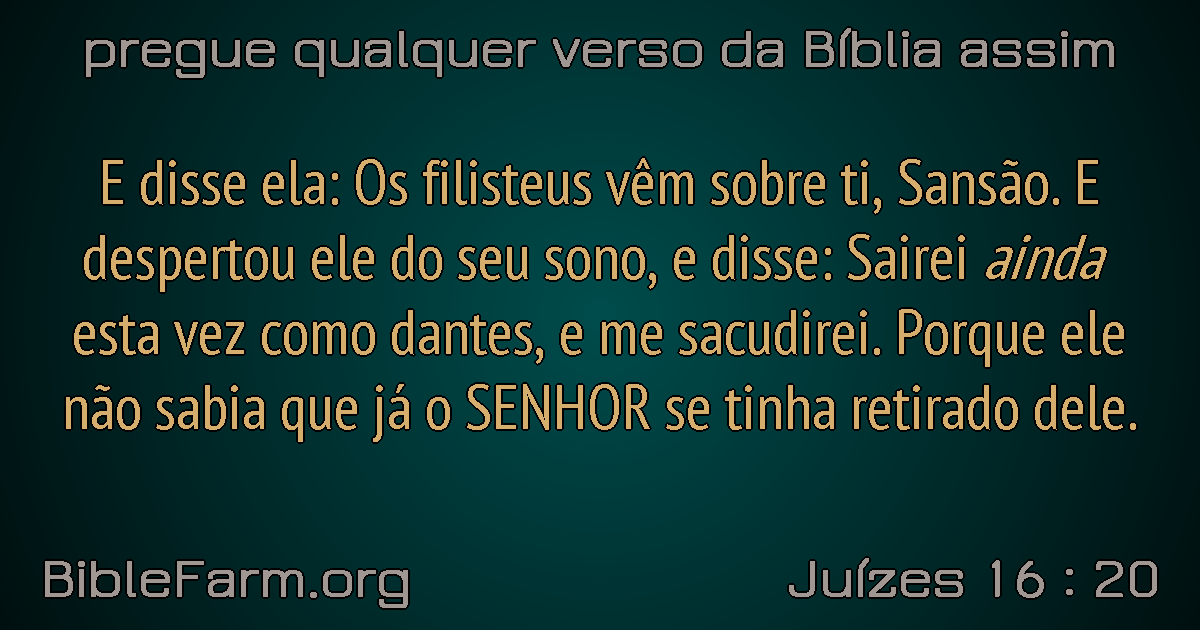 pregue qualquer verso da Bíblia assim
E disse ela: Os filisteus vêm sobre ti, Sansão. E
despertou ele do seu sono, e disse: Sairei ainda
esta vez como dantes, e me sacudirei. Porque ele
não sabia que já o SENHOR se tinha retirado dele.
BibleFarm.org
Juízes 16 : 20